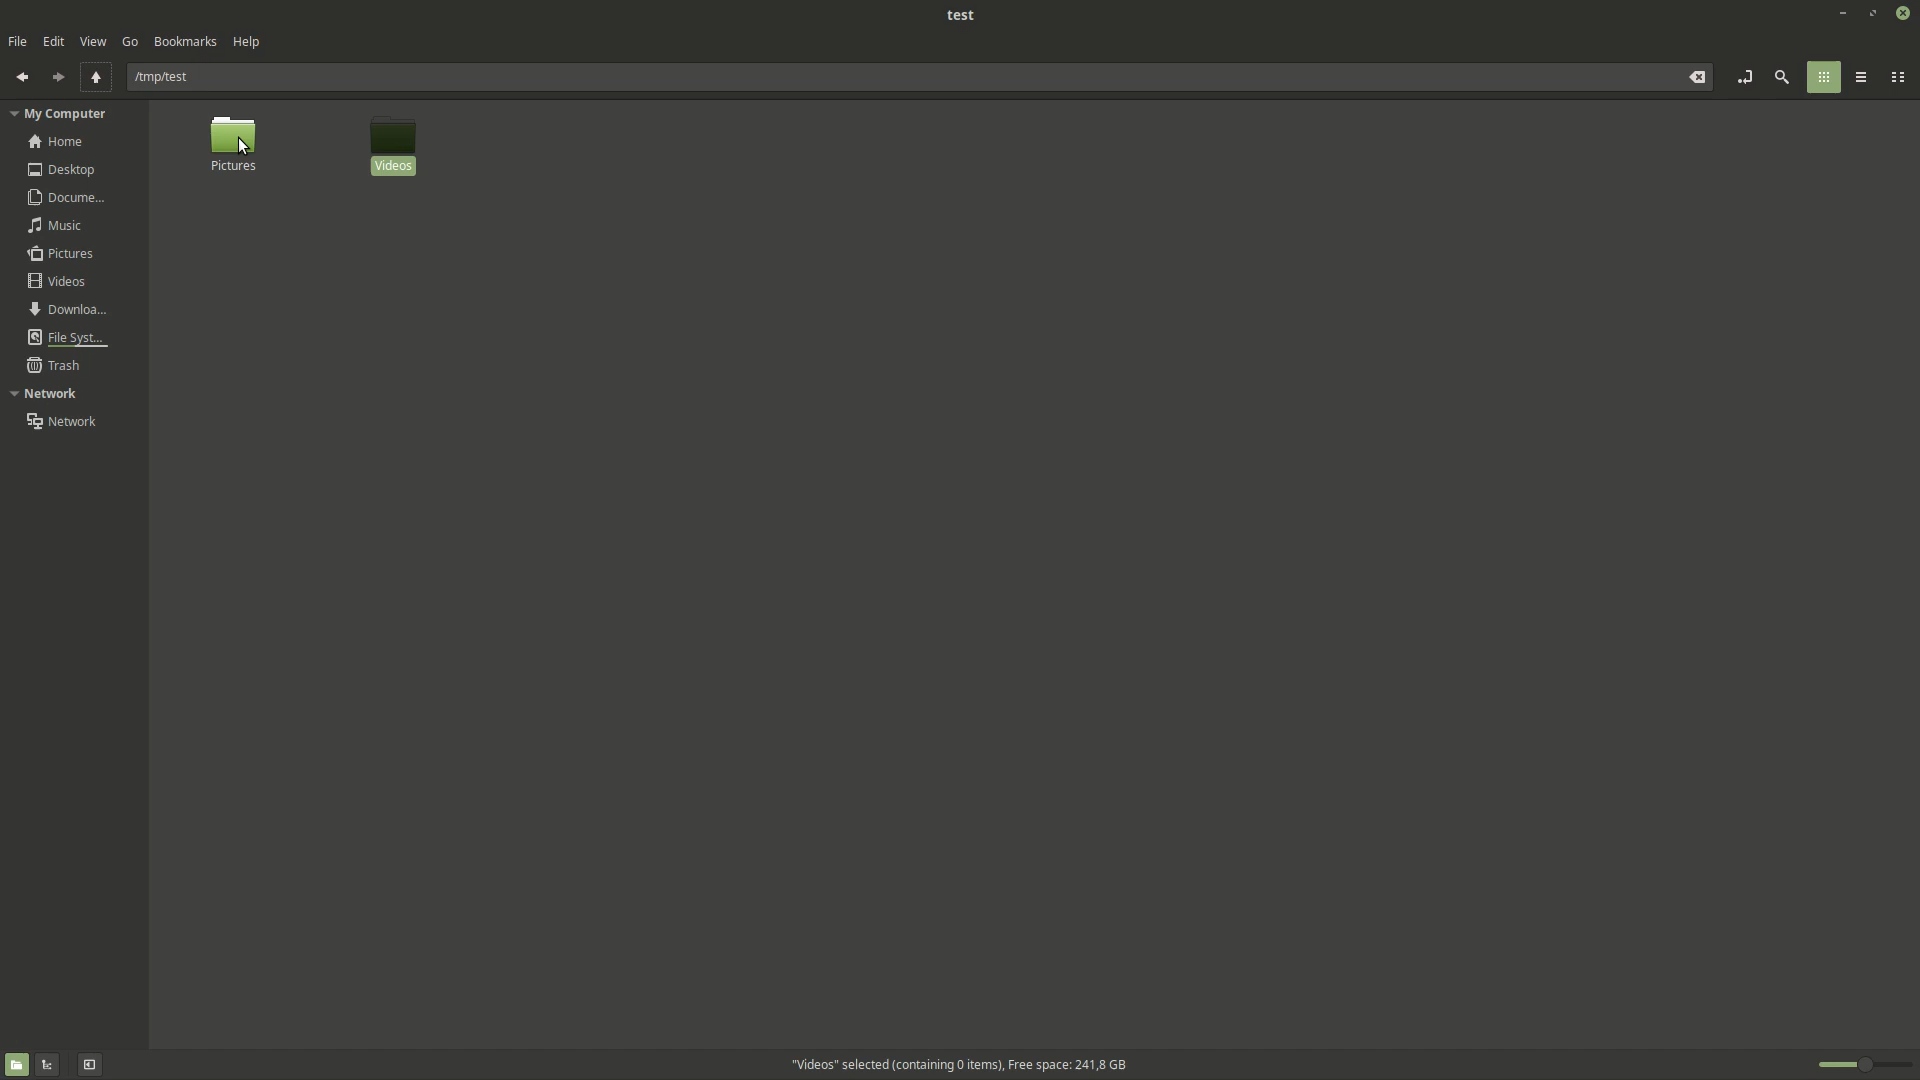 test
File Edit View Go Bookmarks Help
/tmp/test
My Computer
Home
Desktop
Docume...
Music
Pictures
Videos
Downloa...
File Syst...
Trash
Network
Network
Pictures
Videos
"Videos" selected (containing 0 items), Free space: 241,8 GB